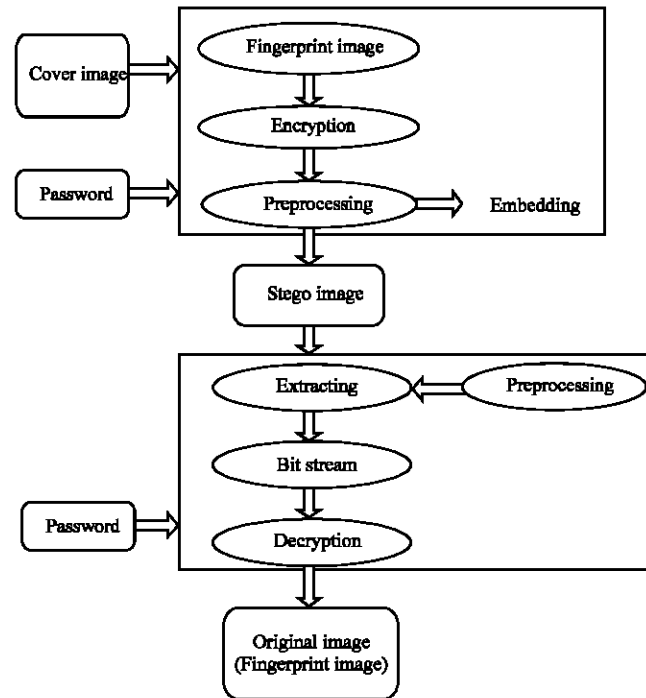 Fingerprint image
Cover image
Encryption
Password
Preprocessing
Embedding
Stego image
Extracting
Preprocessing
Bit stream
Password
Decryption
Original image
(Fingerprint image)